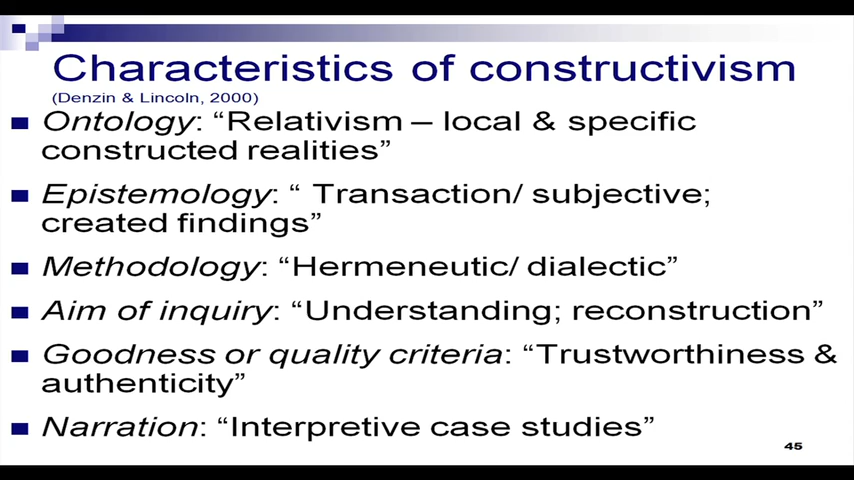 Characteristics of constructivism
(Denzin & Lincoln, 2000)
Ontology: “Relativism – local & specific
constructed realities”
Epistemology: “ Transaction/ subjective;
created findings”
Methodology: “Hermeneutic/ dialectic”
Aim of inquiry: “Understanding; reconstruction”
Goodness or quality criteria: “Trustworthiness &
authenticity”
Narration: “Interpretive case studies”
45